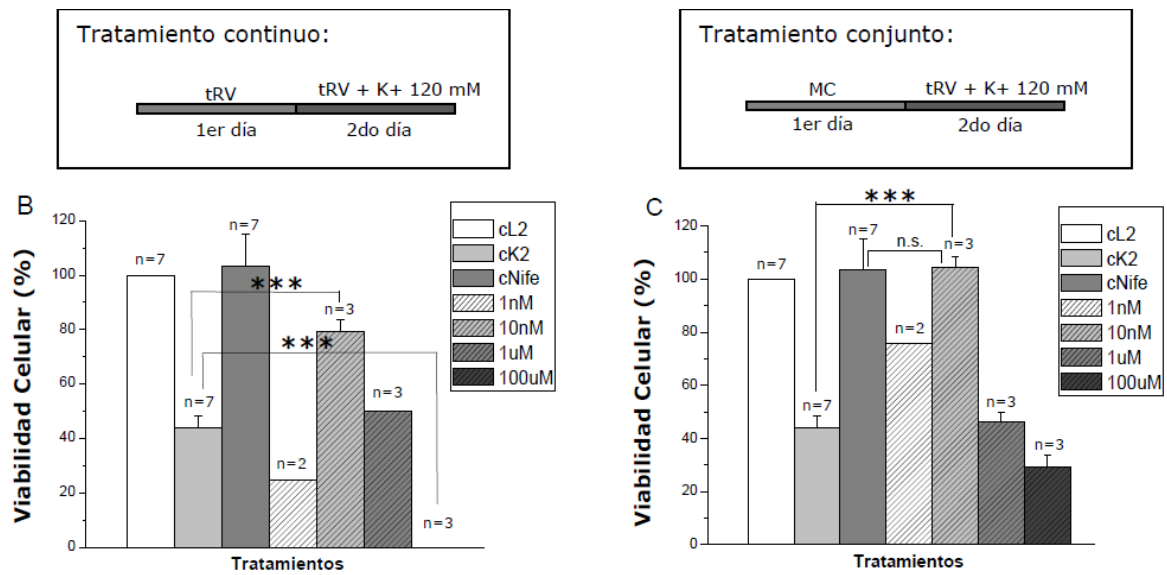 Tratamiento continuo:
tRV
tRV + K+ 120 mM
1er día
2do día
Tratamiento conjunto:
MC
tRV + K+ 120 mM
1er día
2do día
B
Viabilidad Celular (%)
120
100
80
60
40
20
0
n=7
n=7
n=7
n=2
n=3
n=3
***
***
Tratamientos
cL2
cK2
cNife
1nM
10nM
1uM
100uM
C
Viabilidad Celular (%)
120
100
80
60
40
20
0
n=7
n=7
n=7
n=2
n=3
n=3
n=3
***
n.s.
Tratamientos
cL2
cK2
cNife
1nM
10nM
1uM
100uM